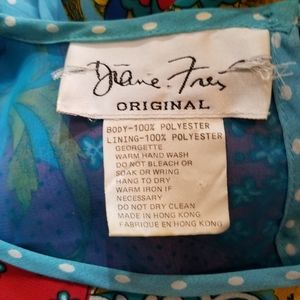 Diane Fres
ORIGINAL
BODY-100% POLYESTER
LINING-100% POLYESTER
GEORGETTE
WARM HAND WASH
DO NOT BLEACH OR
SOAK OR WRING
HANG TO DRY
WARM IRON IF
NECESSARY
DO NOT DRY CLEAN
MADE IN HONG KONG
FABRIQUE EN HONG KONG